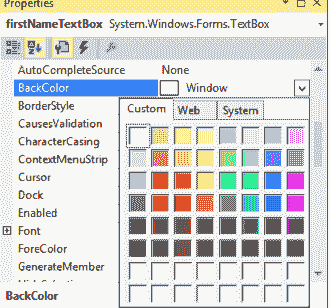 Properties
firstNameTextBox System.Windows.Forms.TextBox
AutoCompleteSource None
BackColor Window
BorderStyle
Custom Web System
CausesValidation
CharacterCasing
ContextMenuStrip
Cursor
Dock
Enabled
Font
ForeColor
GenerateMember
BackColor